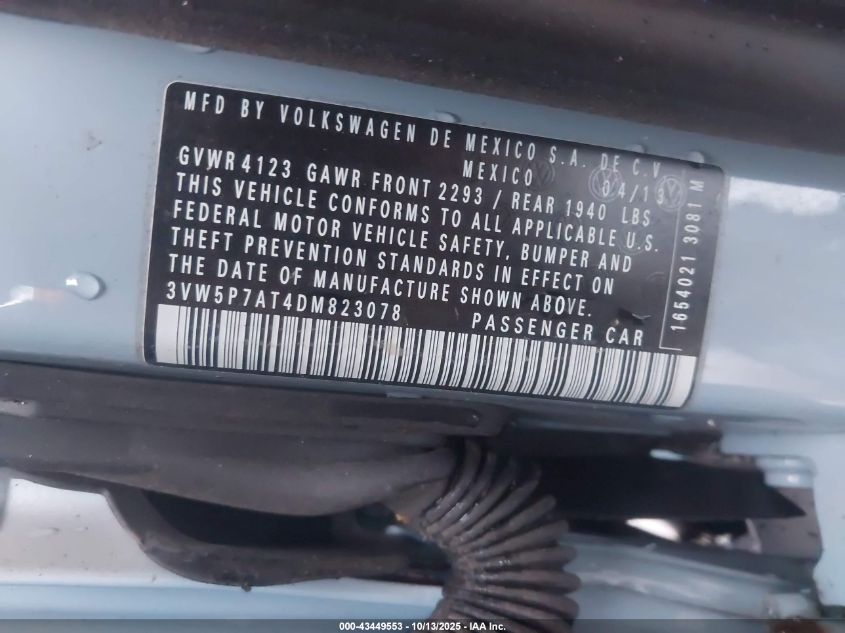 MFD BY VOLKSWAGEN DE MEXICO S.A. DE C.V
MEXICO 04/13
GVWR 4123 GAWR FRONT 2293 / REAR 1940 LBS
THIS VEHICLE CONFORMS TO ALL APPLICABLE U.S.
FEDERAL MOTOR VEHICLE SAFETY, BUMPER AND
THEFT PREVENTION STANDARDS IN EFFECT ON
THE DATE OF MANUFACTURE SHOWN ABOVE.
3VW5P7AT4DM823078 PASSENGER CAR
1654021 3081 M
000-43449553 - 10/13/2025 - IAA Inc.